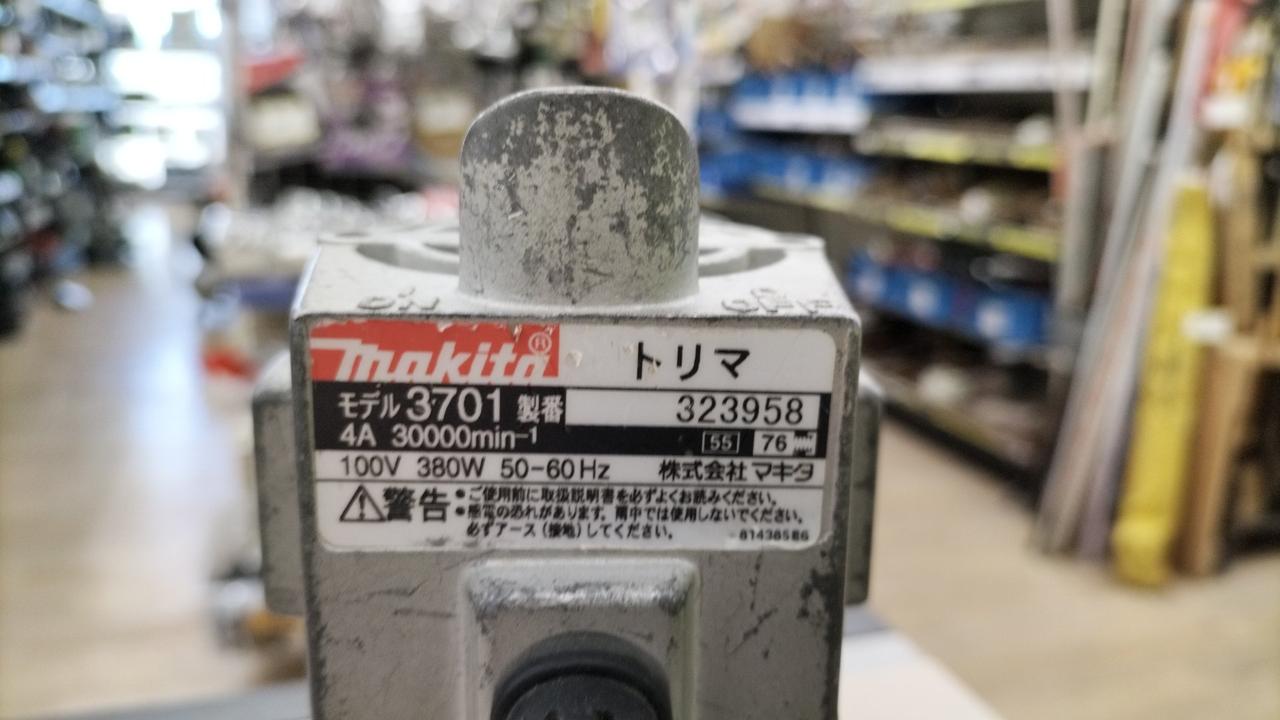 ON OFF
makita® トリマ
モデル 3701 製番 323958
4A 30000min-1 55 76
100V 380W 50-60Hz 株式会社 マキタ
⚠警告 •ご使用前に取扱説明書を必ずよくお読みください。
•感電の恐れがあります。雨中では使用しないでください。
必ずアース(接地)してください。 814385B6